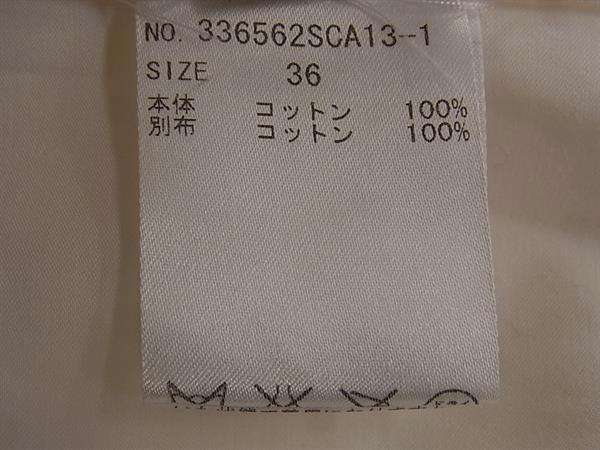 NO. 336562SCA13--1
SIZE 36
本体 コットン 100%
別布 コットン 100%